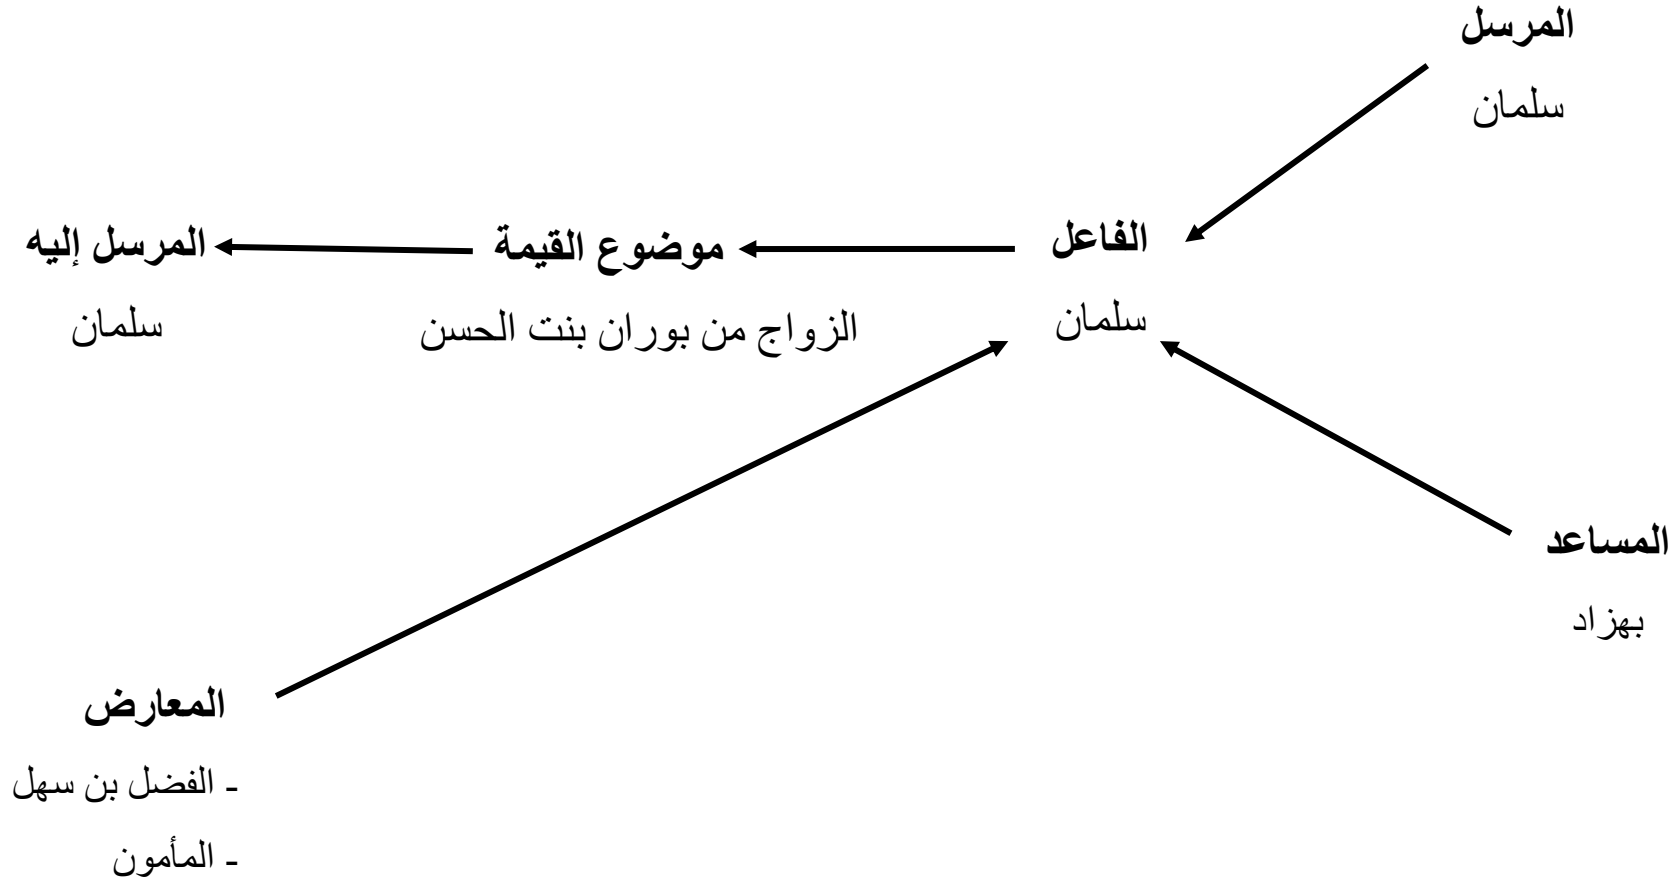 المرسل
سلمان
الفاعل
سلمان
موضوع القيمة
الزواج من بوران بنت الحسن
المرسل إليه
سلمان
المساعد
بهزاد
المعارض
- الفضل بن سهل
- المأمون